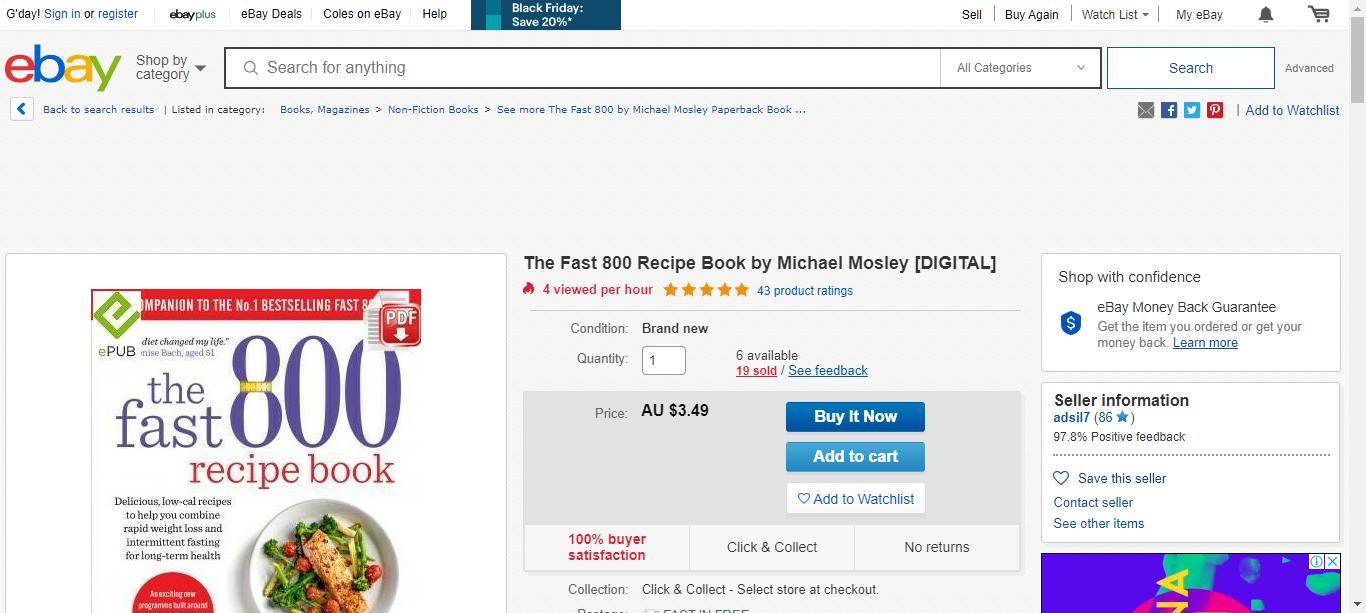 G'day! Sign in or register
ebayplus
eBay Deals
Coles on eBay
Help
Black Friday:
Save 20%*
Sell
Buy Again
Watch List
My eBay
ebay
Shop by
category
Search for anything
All Categories
Search
Advanced
Back to search results | Listed in category: Books, Magazines > Non-Fiction Books > See more The Fast 800 by Michael Mosley Paperback Book ...
| Add to Watchlist
OMPANION TO THE No.1 BESTSELLING FAST 8
PDF
ePUB
diet changed my life."
nise Bach, aged 51
the
fast 800
recipe book
Delicious, low-cal recipes
to help you combine
rapid weight loss and
intermittent fasting
for long-term health
An exciting new
programme built around
The Fast 800 Recipe Book by Michael Mosley [DIGITAL]
4 viewed per hour
43 product ratings
Condition: Brand new
Quantity: 1
6 available
19 sold / See feedback
Price: AU $3.49
Buy It Now
Add to cart
Add to Watchlist
100% buyer
satisfaction
Click & Collect
No returns
Collection: Click & Collect - Select store at checkout.
Postage: FAST IN FREE
Shop with confidence
eBay Money Back Guarantee
Get the item you ordered or get your
money back. Learn more
Seller information
adsil7 (86 )
97.8% Positive feedback
Save this seller
Contact seller
See other items
NA